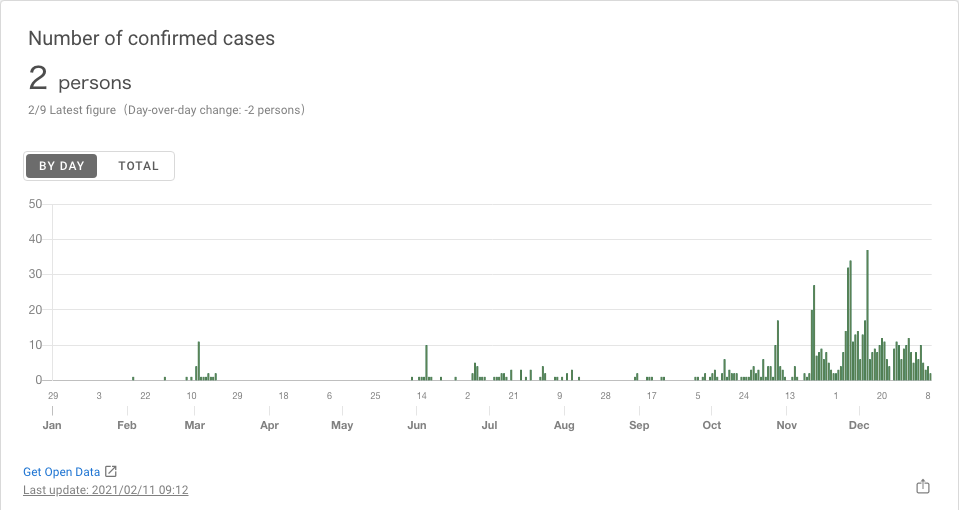 Number of confirmed cases
2 persons
2/9 Latest figure（Day-over-day change: -2 persons）
BY DAY TOTAL
50
40
30
20
10
0
29 3 22 10 29 18 6 25 14 2 21 9 28 17 5 24 13 1 20 8
Jan Feb Mar Apr May Jun Jul Aug Sep Oct Nov Dec
Get Open Data
Last update: 2021/02/11 09:12